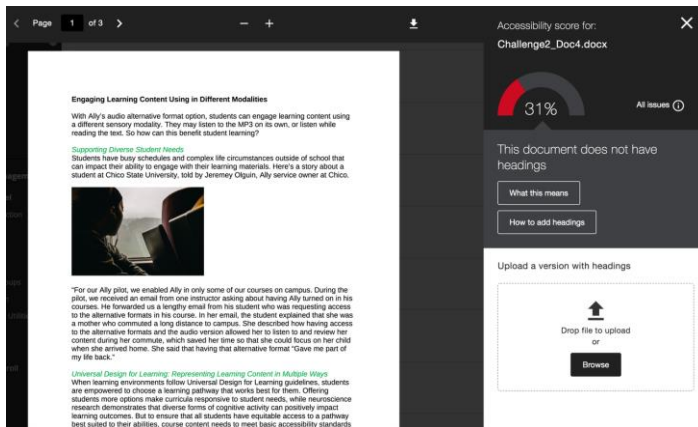 Page 1 of 3
Accessibility score for:
Challenge2_Doc4.docx
31%
All issues
This document does not have
headings
What this means
How to add headings
Upload a version with headings
Drop file to upload
or
Browse
Engaging Learning Content Using in Different Modalities
With Ally's audio alternative format option, students can engage learning content using
a different sensory modality. They may listen to the MP3 on its own, or listen while
reading the text. So how can this benefit student learning?
Supporting Diverse Student Needs
Students have busy schedules and complex life circumstances outside of school that
can impact their ability to engage with their learning materials. Here's a story about a
student at Chico State University, told by Jeremey Olguin, Ally service owner at Chico.
"For our Ally pilot, we enabled Ally in only some of our courses on campus. During the
pilot, we received an email from one instructor asking about having Ally turned on in his
courses. He forwarded us a lengthy email from his student who was requesting access
to the alternative formats in his course. In her email, the student explained that she was
a mother who commuted a long distance to campus. She described how having access
to the alternative formats and the audio version allowed her to listen to and review her
content during her commute, which saved her time so that she could focus on her child
when she arrived home. She said that having that alternative format "Gave me part of
my life back."
Universal Design for Learning: Representing Learning Content in Multiple Ways
When learning environments follow Universal Design for Learning guidelines, students
are empowered to choose a learning pathway that works best for them. Offering
students more options make curricula responsive to student needs, while neuroscience
research demonstrates that diverse forms of cognitive activity can positively impact
learning outcomes. But to ensure that all students have equitable access to a pathway
best suited to their abilities, course content needs to meet basic accessibility standards